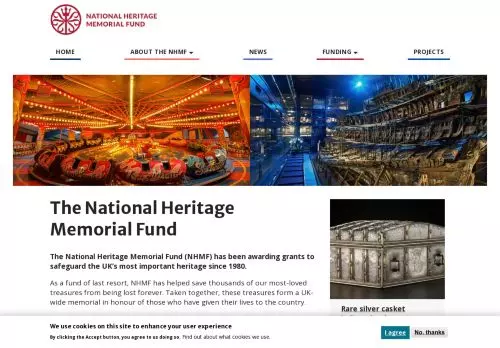 NATIONAL HERITAGE
MEMORIAL FUND
HOME ABOUT THE NHMF NEWS FUNDING PROJECTS
The National Heritage
Memorial Fund
The National Heritage Memorial Fund (NHMF) has been awarding grants to
safeguard the UK's most important heritage since 1980.
As a fund of last resort, NHMF has helped save thousands of our most-loved
treasures from being lost forever. Taken together, these treasures form a UK-
wide memorial in honour of those who have given their lives to the country
Rare silver casket
We use cookies on this site to enhance your user experience
By clicking the Accept button, you agree to us doing so. Find out about what cookies we use.
I agree No, thanks